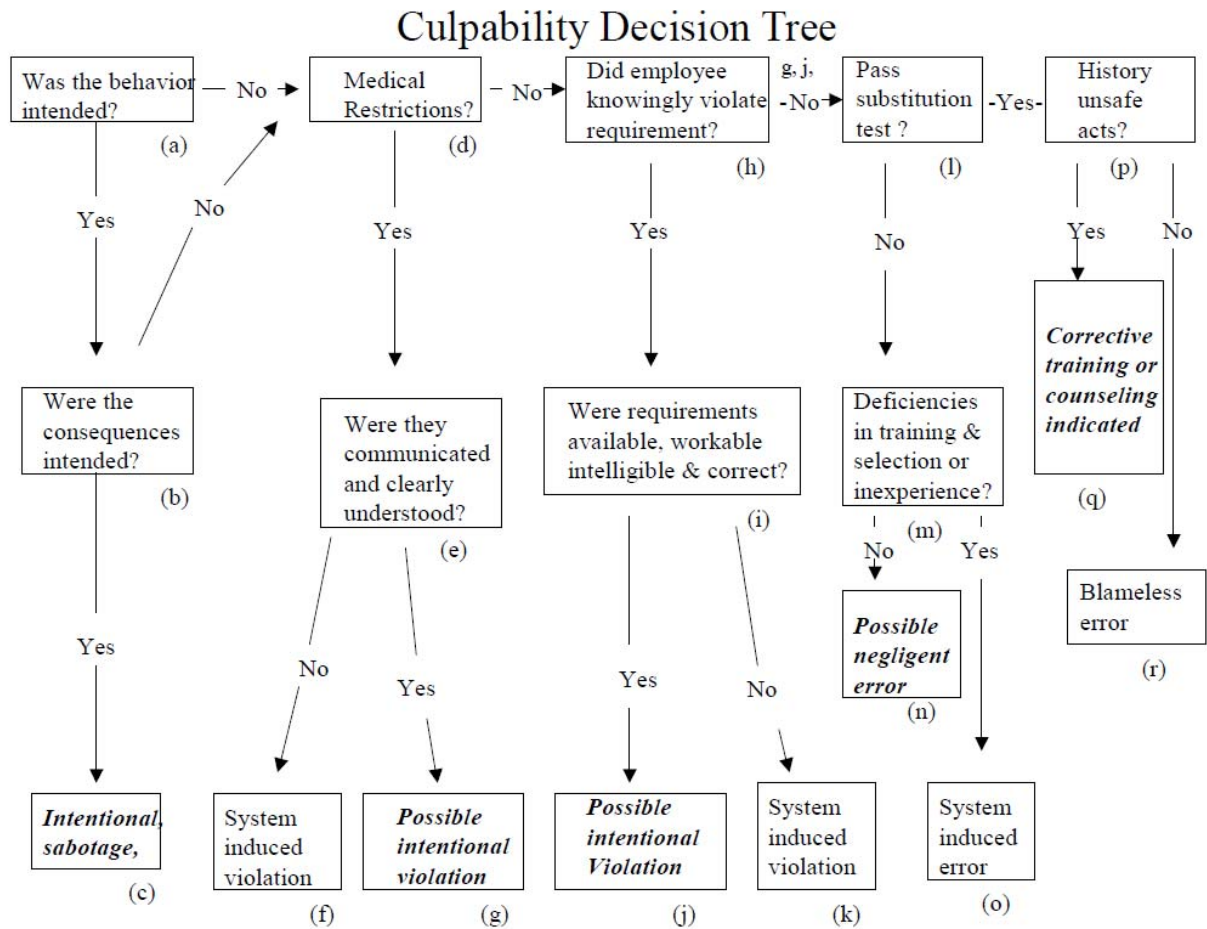 Culpability Decision Tree
Was the behavior
intended?
(a)
No
Medical
Restrictions?
(d)
No
Did employee
knowingly violate
requirement?
(h)
g, j,
-No
Pass
substitution
test ?
(l)
-Yes-
History
unsafe
acts?
(p)
Yes
No
Yes
Yes
No
Yes
No
Were the
consequences
intended?
(b)
Were they
communicated
and clearly
understood?
(e)
Were requirements
available, workable
intelligible & correct?
(i)
Deficiencies
in training &
selection or
inexperience?
(m)
Corrective
training or
counseling
indicated
(q)
No
Yes
Blameless
error
(r)
Possible
negligent
error
(n)
Yes
No
Yes
Yes
No
Intentional,
sabotage,
(c)
System
induced
violation
(f)
Possible
intentional
violation
(g)
Possible
intentional
Violation
(j)
System
induced
violation
(k)
System
induced
error
(o)